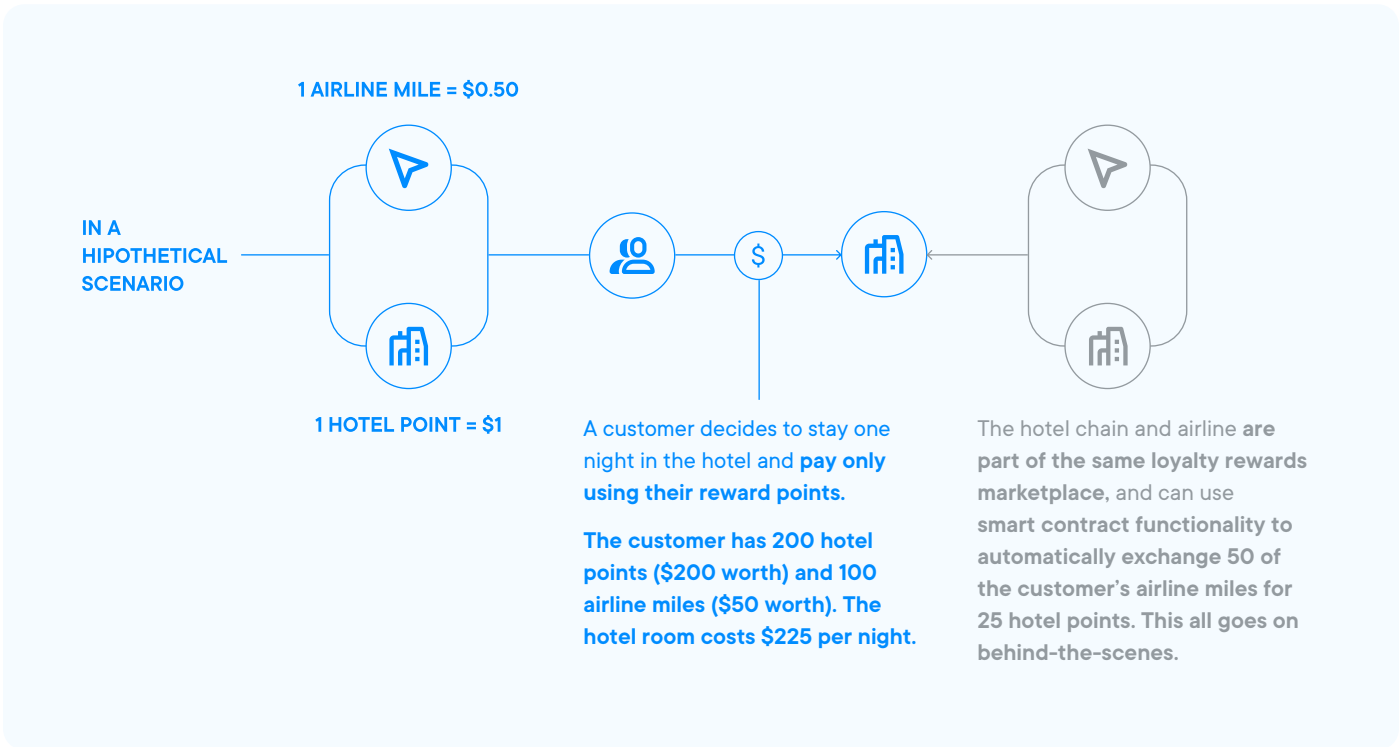 1 AIRLINE MILE = $0.50
IN A
HIPOTHETICAL
SCENARIO
$
1 HOTEL POINT = $1
A customer decides to stay one
night in the hotel and pay only
using their reward points.
The customer has 200 hotel
points ($200 worth) and 100
airline miles ($50 worth). The
hotel room costs $225 per night.
The hotel chain and airline are
part of the same loyalty rewards
marketplace, and can use
smart contract functionality to
automatically exchange 50 of
the customer’s airline miles for
25 hotel points. This all goes on
behind-the-scenes.